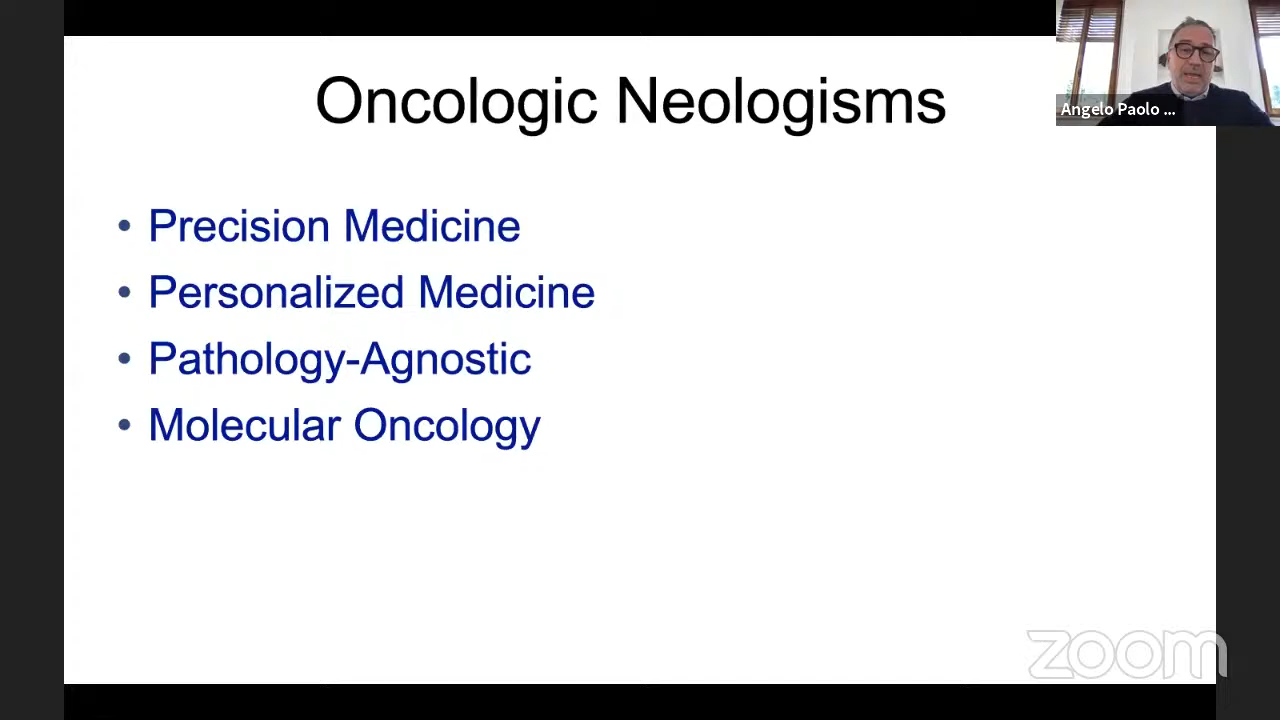 Oncologic Neologisms
Angelo Paolo ...
• Precision Medicine
• Personalized Medicine
• Pathology-Agnostic
• Molecular Oncology
zoom